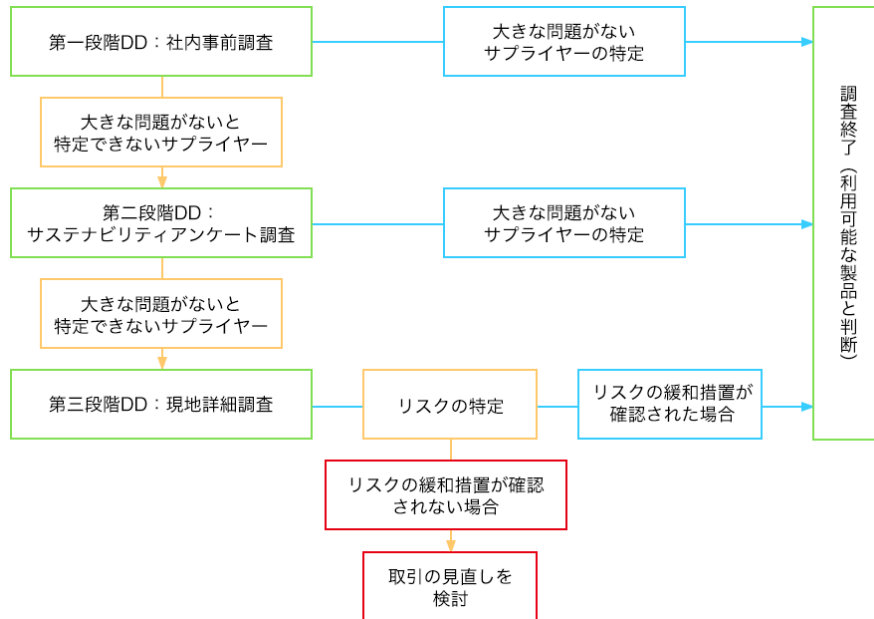 第一段階DD：社内事前調査
大きな問題がない
サプライヤーの特定
大きな問題がないと
特定できないサプライヤー
第二段階DD：
サステナビリティアンケート調査
大きな問題がない
サプライヤーの特定
大きな問題がないと
特定できないサプライヤー
第三段階DD：現地詳細調査
リスクの特定
リスクの緩和措置が
確認された場合
調査終了（利用可能な製品と判断）
リスクの緩和措置が確認
されない場合
取引の見直しを
検討